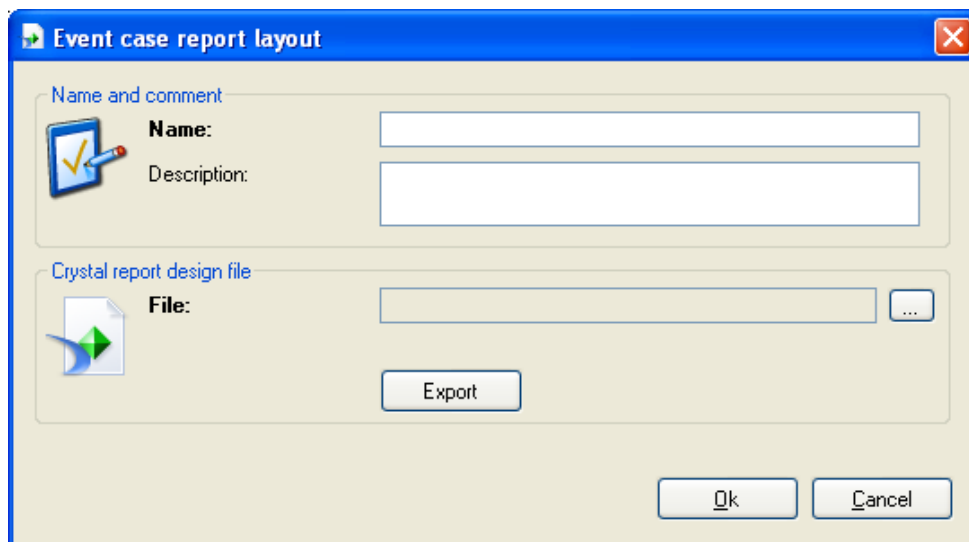 Event case report layout
Name and comment
Name:
Description:
Crystal report design file
File:
...
Export
Ok
Cancel